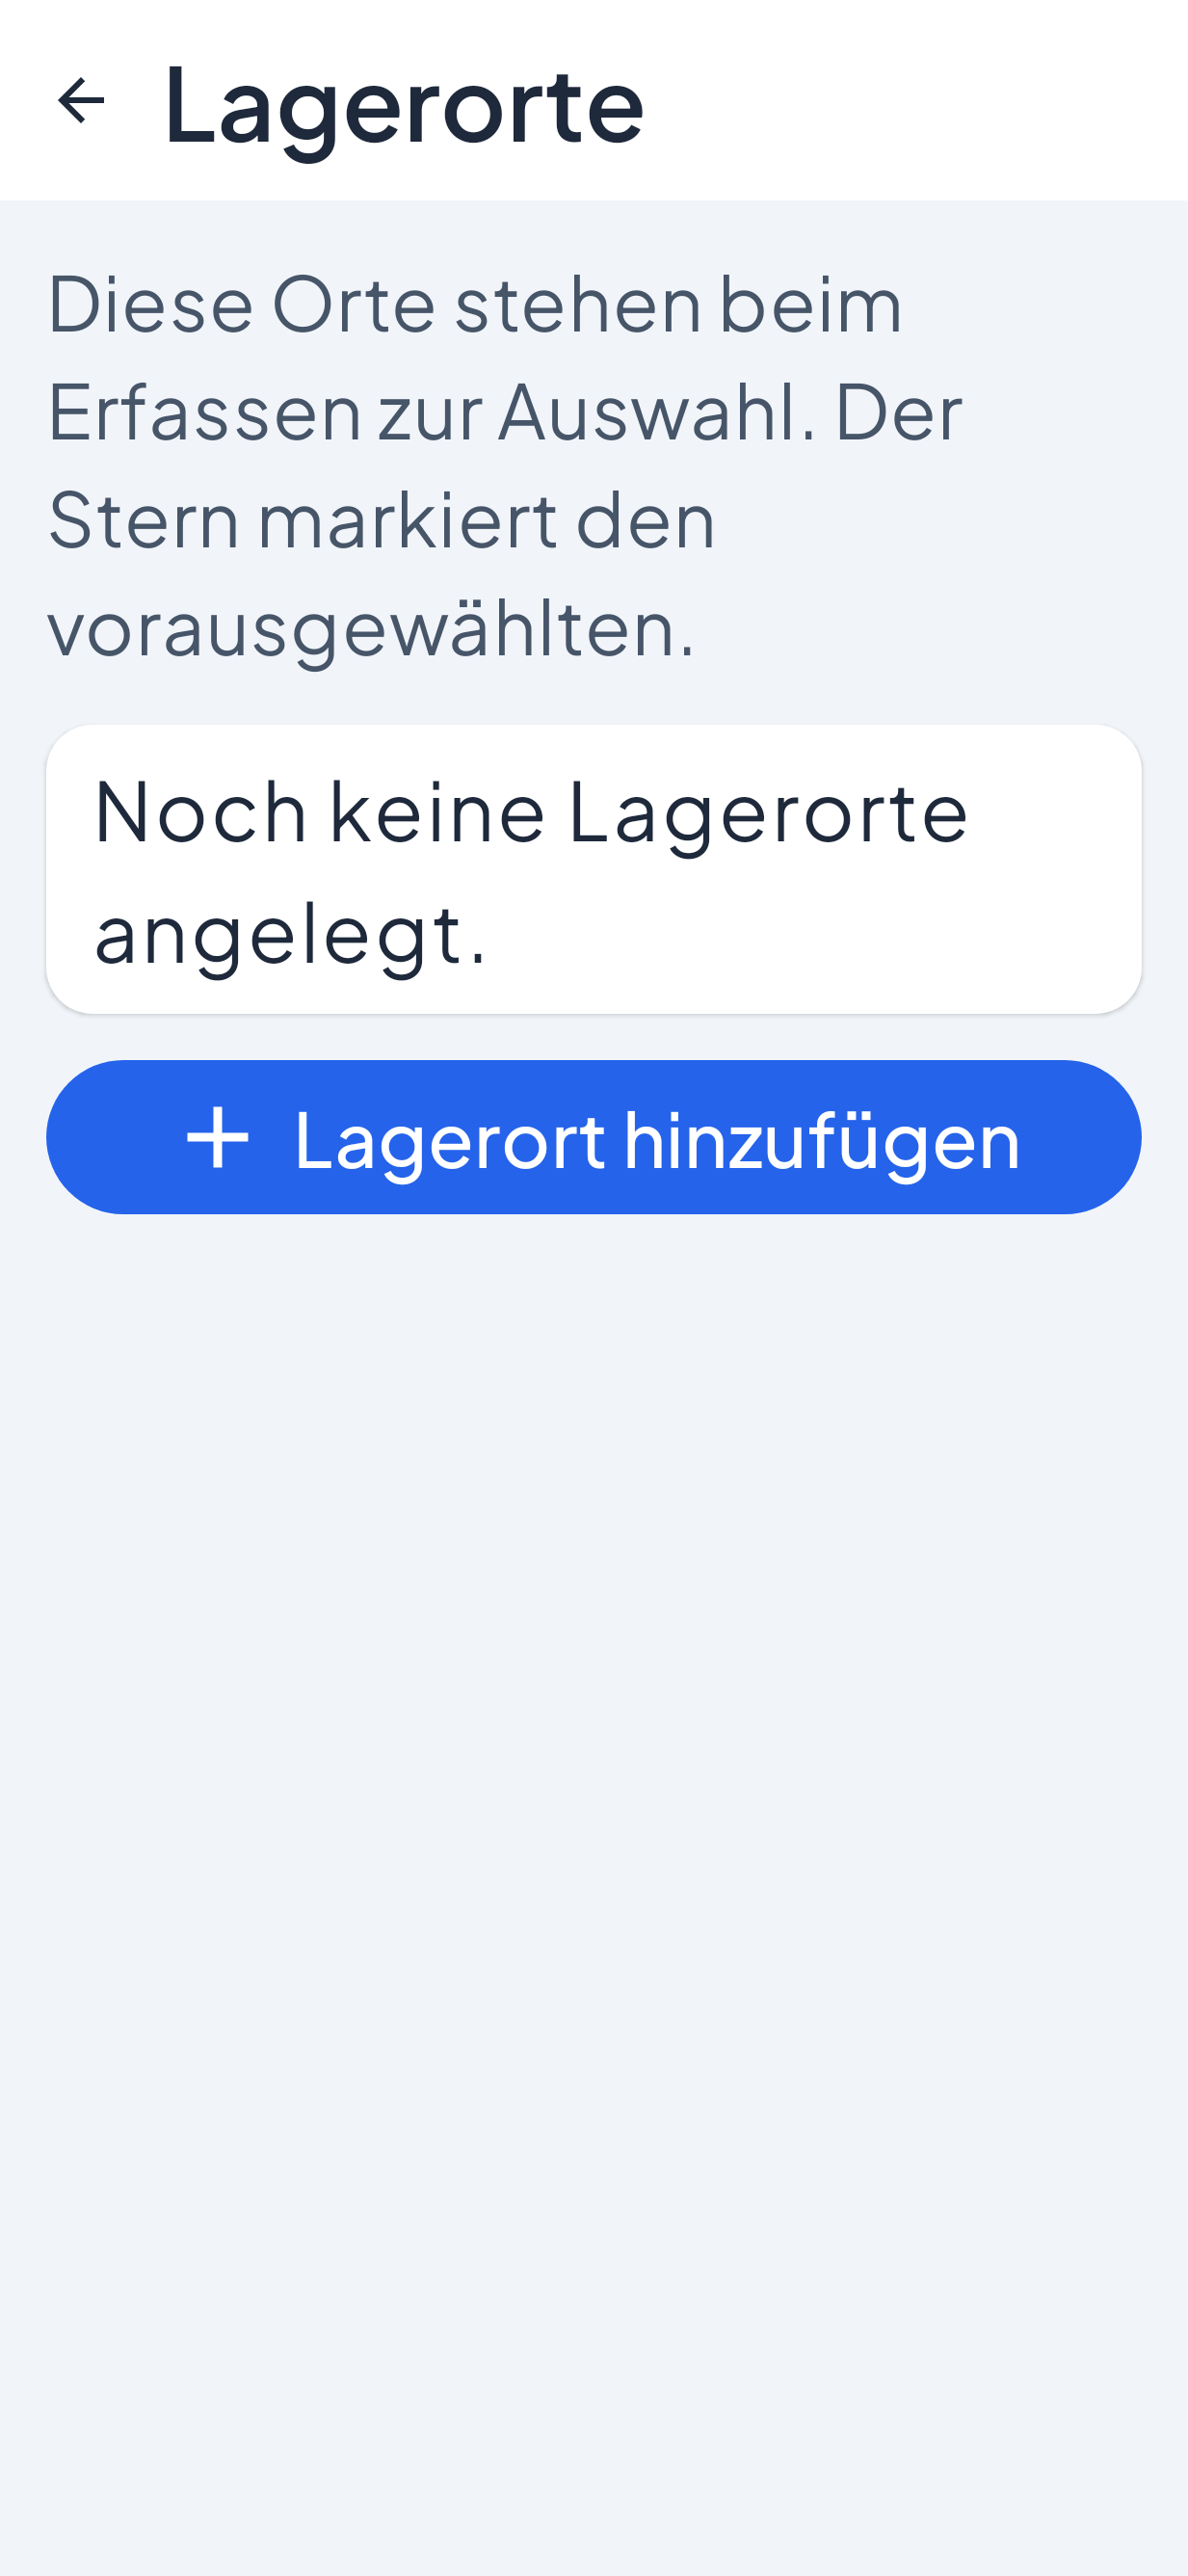 Lagerorte
Diese Orte stehen beim
Erfassen zur Auswahl. Der
Stern markiert den
vorausgewählten.
Noch keine Lagerorte
angelegt.
Lagerort hinzufügen